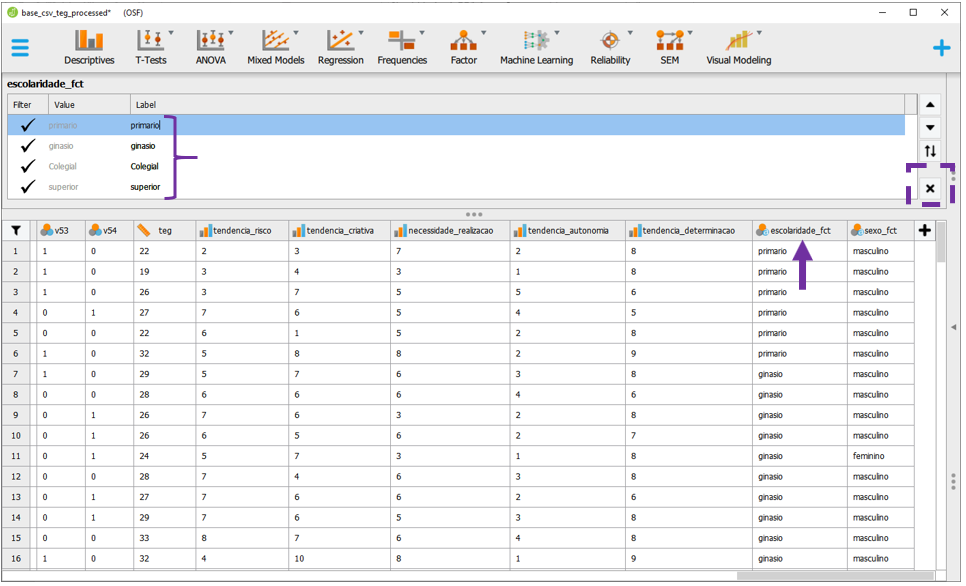 base_csv_teg_processed* (OSF)
Descriptives T-Tests ANOVA Mixed Models Regression Frequencies Factor Machine Learning Reliability SEM Visual Modeling
escolaridade_fct
Filter Value Label
primario primario
ginasio ginasio
Colegial Colegial
superior superior
v53 v54 teg tendencia_risco tendencia_criativa necessidade_realizacao tendencia_autonomia tendencia_determinacao escolaridade_fct sexo_fct
1 1 0 22 2 3 7 2 8 primario masculino
2 1 0 19 3 4 3 1 8 primario masculino
3 1 0 26 3 7 5 5 6 primario masculino
4 0 1 27 7 6 5 4 5 primario masculino
5 0 0 22 6 1 5 2 8 primario masculino
6 1 0 32 5 8 8 2 9 primario masculino
7 1 0 29 5 7 6 3 8 ginasio masculino
8 0 0 28 6 6 6 4 6 ginasio masculino
9 0 1 26 7 6 3 2 8 ginasio masculino
10 0 1 26 6 5 6 2 7 ginasio masculino
11 0 1 24 5 7 3 1 8 ginasio feminino
12 0 0 28 7 4 6 3 8 ginasio masculino
13 0 1 27 7 6 6 2 6 ginasio masculino
14 0 1 29 7 6 5 3 8 ginasio masculino
15 0 0 33 8 7 6 4 8 ginasio masculino
16 1 0 32 4 10 8 1 9 ginasio masculino